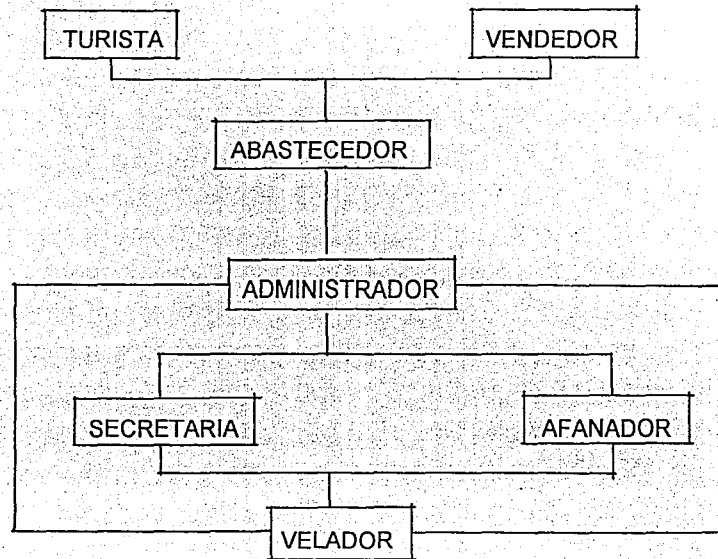 TURISTA
VENDEDOR
ABASTECEDOR
ADMINISTRADOR
SECRETARIA
AFANADOR
VELADOR